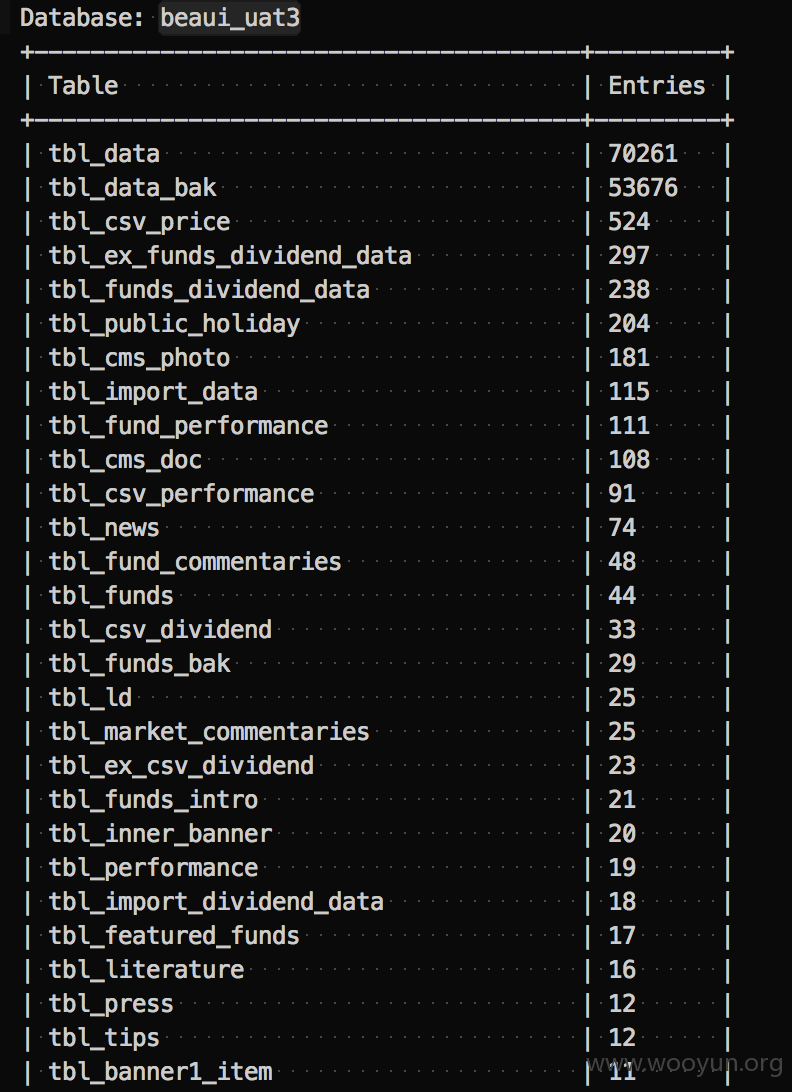 Database: beaui_uat3
+---------------------------------------+---------+
| Table | Entries |
+---------------------------------------+---------+
| tbl_data | 70261 |
| tbl_data_bak | 53676 |
| tbl_csv_price | 524 |
| tbl_ex_funds_dividend_data | 297 |
| tbl_funds_dividend_data | 238 |
| tbl_public_holiday | 204 |
| tbl_cms_photo | 181 |
| tbl_import_data | 115 |
| tbl_fund_performance | 111 |
| tbl_cms_doc | 108 |
| tbl_csv_performance | 91 |
| tbl_news | 74 |
| tbl_fund_commentaries | 48 |
| tbl_funds | 44 |
| tbl_csv_dividend | 33 |
| tbl_funds_bak | 29 |
| tbl_ld | 25 |
| tbl_market_commentaries | 25 |
| tbl_ex_csv_dividend | 23 |
| tbl_funds_intro | 21 |
| tbl_inner_banner | 20 |
| tbl_performance | 19 |
| tbl_import_dividend_data | 18 |
| tbl_featured_funds | 17 |
| tbl_literature | 16 |
| tbl_press | 12 |
| tbl_tips | 12 |
| tbl_banner1_item | 11 |
www.wooyun.org